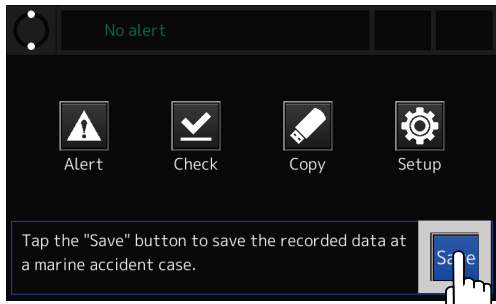 No alert
Alert Check Copy Setup
Tap the "Save" button to save the recorded data at
a marine accident case.
Save